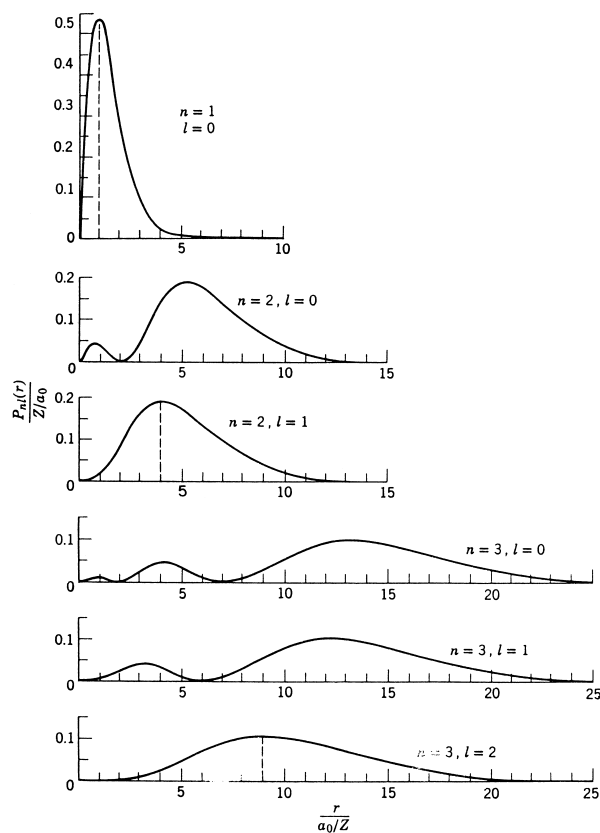 0.5
0.4
0.3
0.2
0.1
0
5 10
n = 1
l = 0
0.2
0.1
0
5 10 15
n = 2, l = 0
P_nl(r)
Z/a₀
0.2
0.1
0
5 10 15
n = 2, l = 1
0.1
0
5 10 15 20 25
n = 3, l = 0
0.1
0
5 10 15 20 25
n = 3, l = 1
0.1
0
5 10 15 20 25
n = 3, l = 2
r
a₀/Z